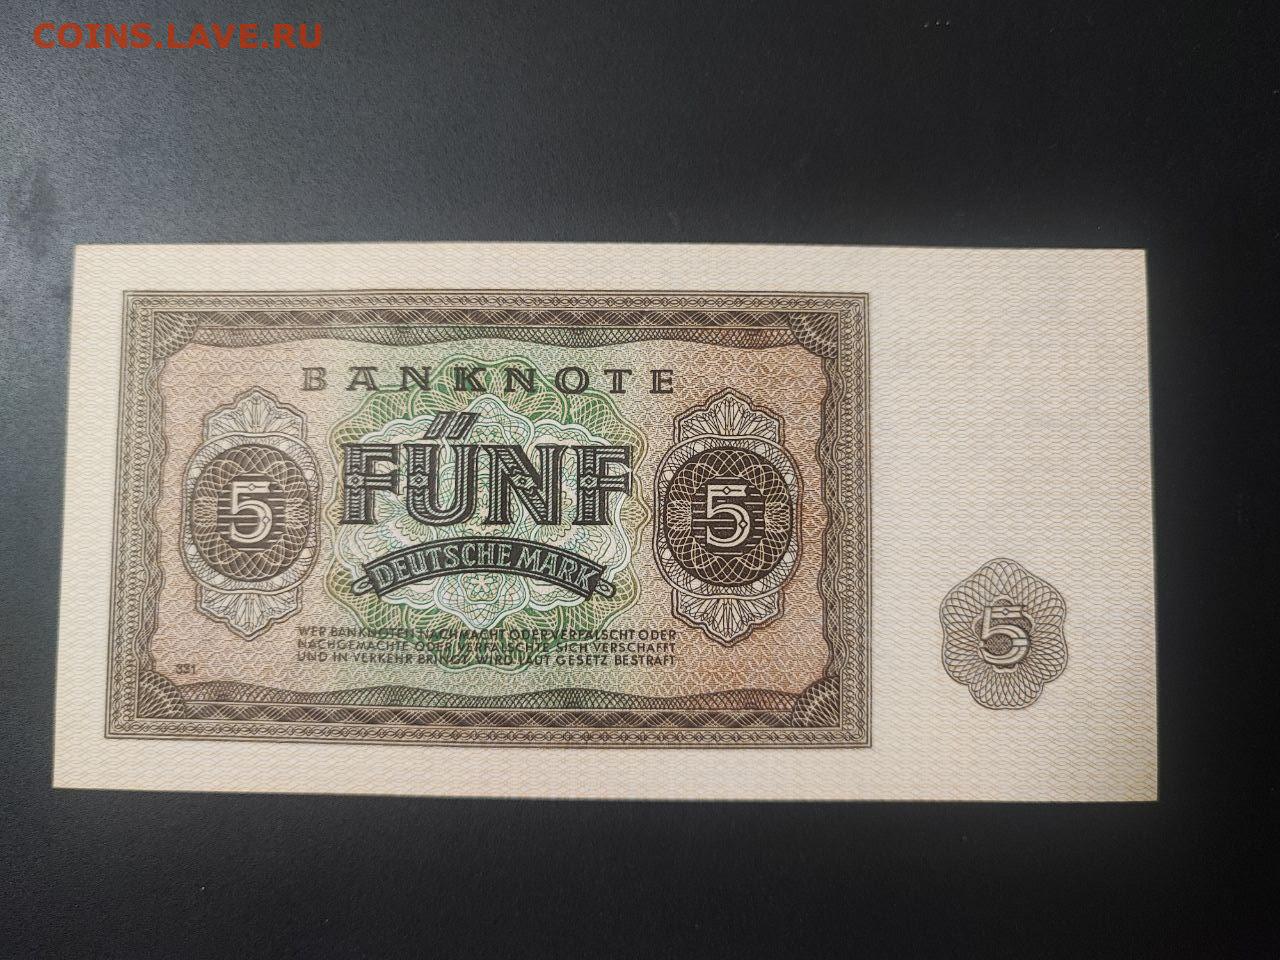 COINS.LAVE.RU
BANKNOTE
5 FÜNF 5
DEUTSCHE MARK
WER BANKNOTEN NACHMACHT ODER VERFÄLSCHT ODER
NACHGEMACHTE ODER VERFÄLSCHTE SICH VERSCHAFFT
UND IN VERKEHR BRINGT, WIRD LAUT GESETZ BESTRAFT
331
5